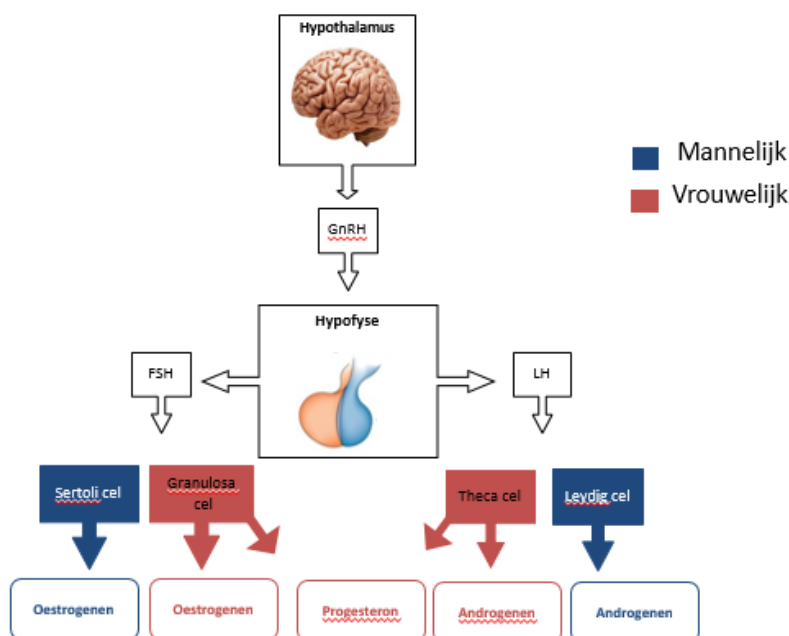 Hypothalamus
Mannelijk
Vrouwelijk
GnRH
Hypofyse
FSH
LH
Sertoli cel
Granulosa
cel
Theca cel
Leydig cel
Oestrogenen
Oestrogenen
Progesteron
Androgenen
Androgenen